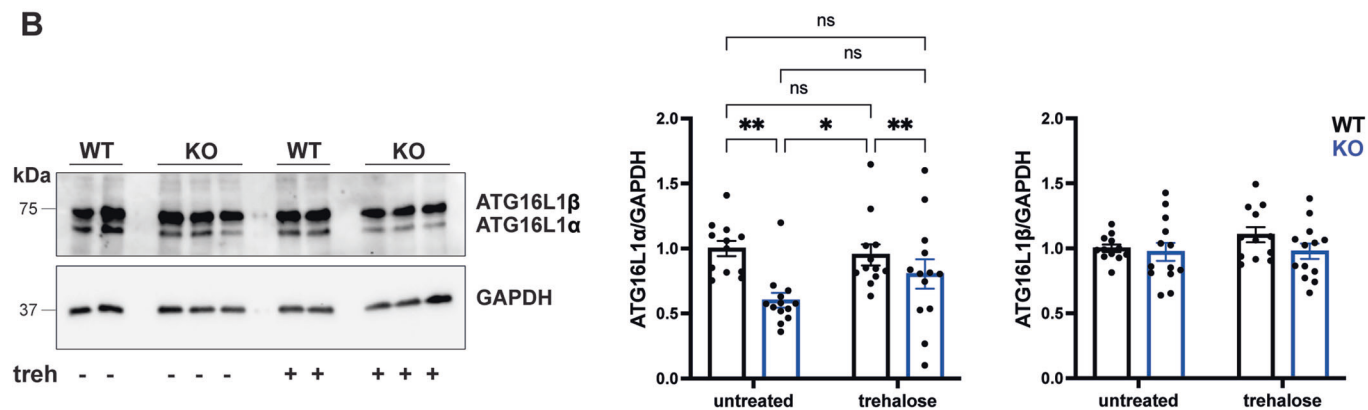 B
WT KO WT KO
kDa
75
ATG16L1β
ATG16L1α
37
GAPDH
treh - - - - - + + + + +
ns
ns
ns
** * **
ATG16L1α/GAPDH
2.0
1.5
1.0
0.5
0.0
untreated trehalose
ATG16L1β/GAPDH
2.0
1.5
1.0
0.5
0.0
untreated trehalose
WT
KO